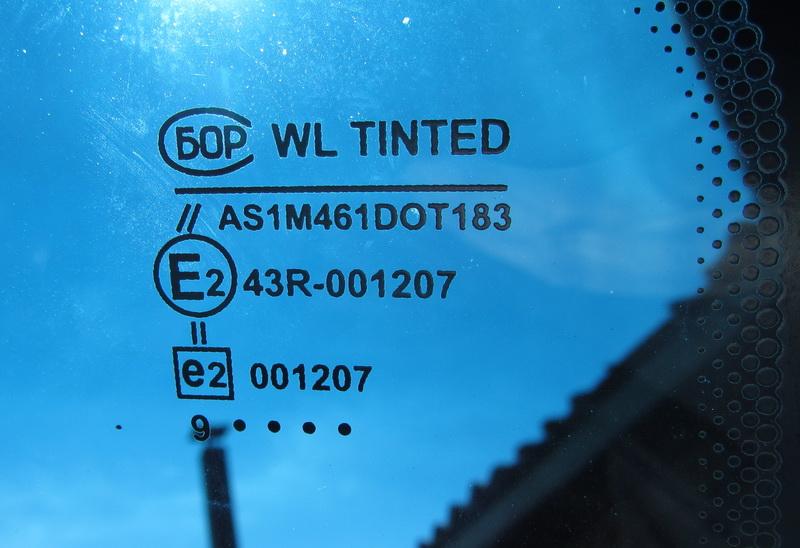 БОР WL TINTED
// AS1M461DOT183
E2 43R-001207
II
e2 001207
9 • • • •